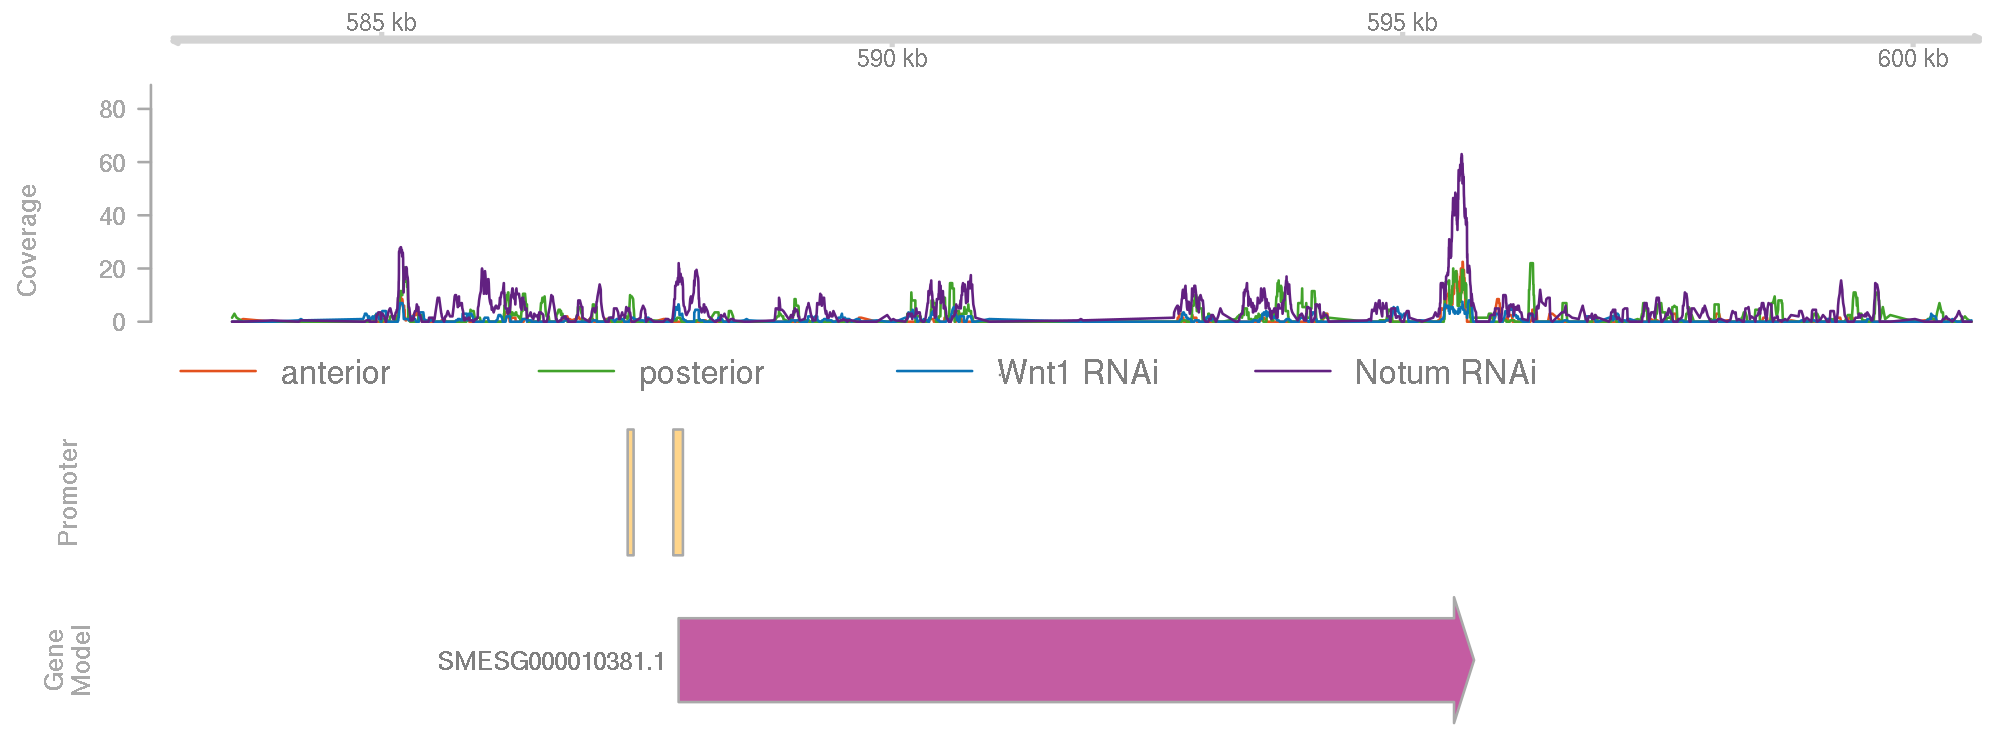 585 kb
595 kb
590 kb
600 kb
80
60
40
20
0
Coverage
anterior
posterior
Wnt1 RNAi
Notum RNAi
Promoter
Gene
Model
SMESG000010381.1